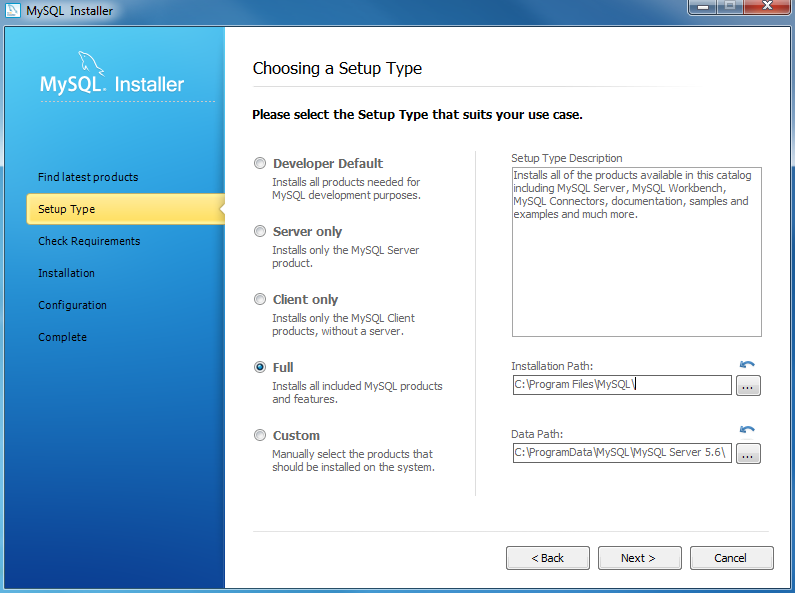 MySQL Installer
MySQL. Installer
Find latest products
Setup Type
Check Requirements
Installation
Configuration
Complete
Choosing a Setup Type
Please select the Setup Type that suits your use case.
Developer Default
Installs all products needed for
MySQL development purposes.
Server only
Installs only the MySQL Server
product.
Client only
Installs only the MySQL Client
products, without a server.
Full
Installs all included MySQL products
and features.
Custom
Manually select the products that
should be installed on the system.
Setup Type Description
Installs all of the products available in this catalog
including MySQL Server, MySQL Workbench,
MySQL Connectors, documentation, samples and
examples and much more.
Installation Path:
C:\Program Files\MySQL\
...
Data Path:
C:\ProgramData\MySQL\MySQL Server 5.6\
...
< Back
Next >
Cancel